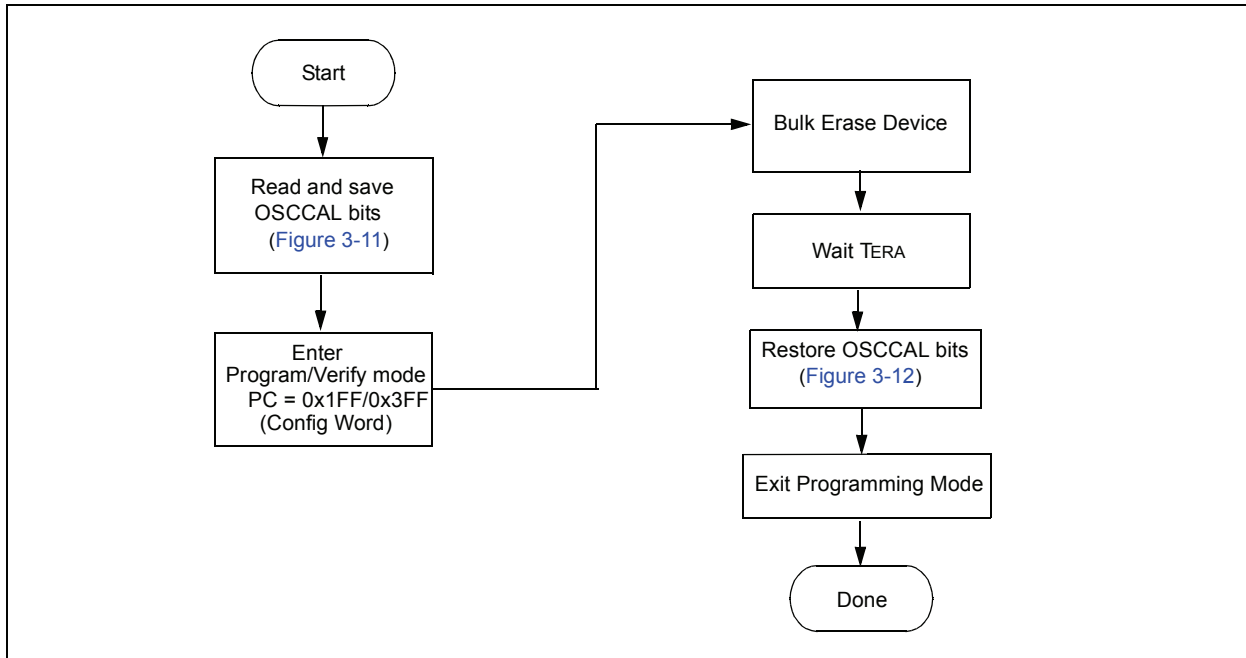 Start
Read and save
OSCCAL bits
(Figure 3-11)
Enter
Program/Verify mode
PC = 0x1FF/0x3FF
(Config Word)
Bulk Erase Device
Wait TERA
Restore OSCCAL bits
(Figure 3-12)
Exit Programming Mode
Done